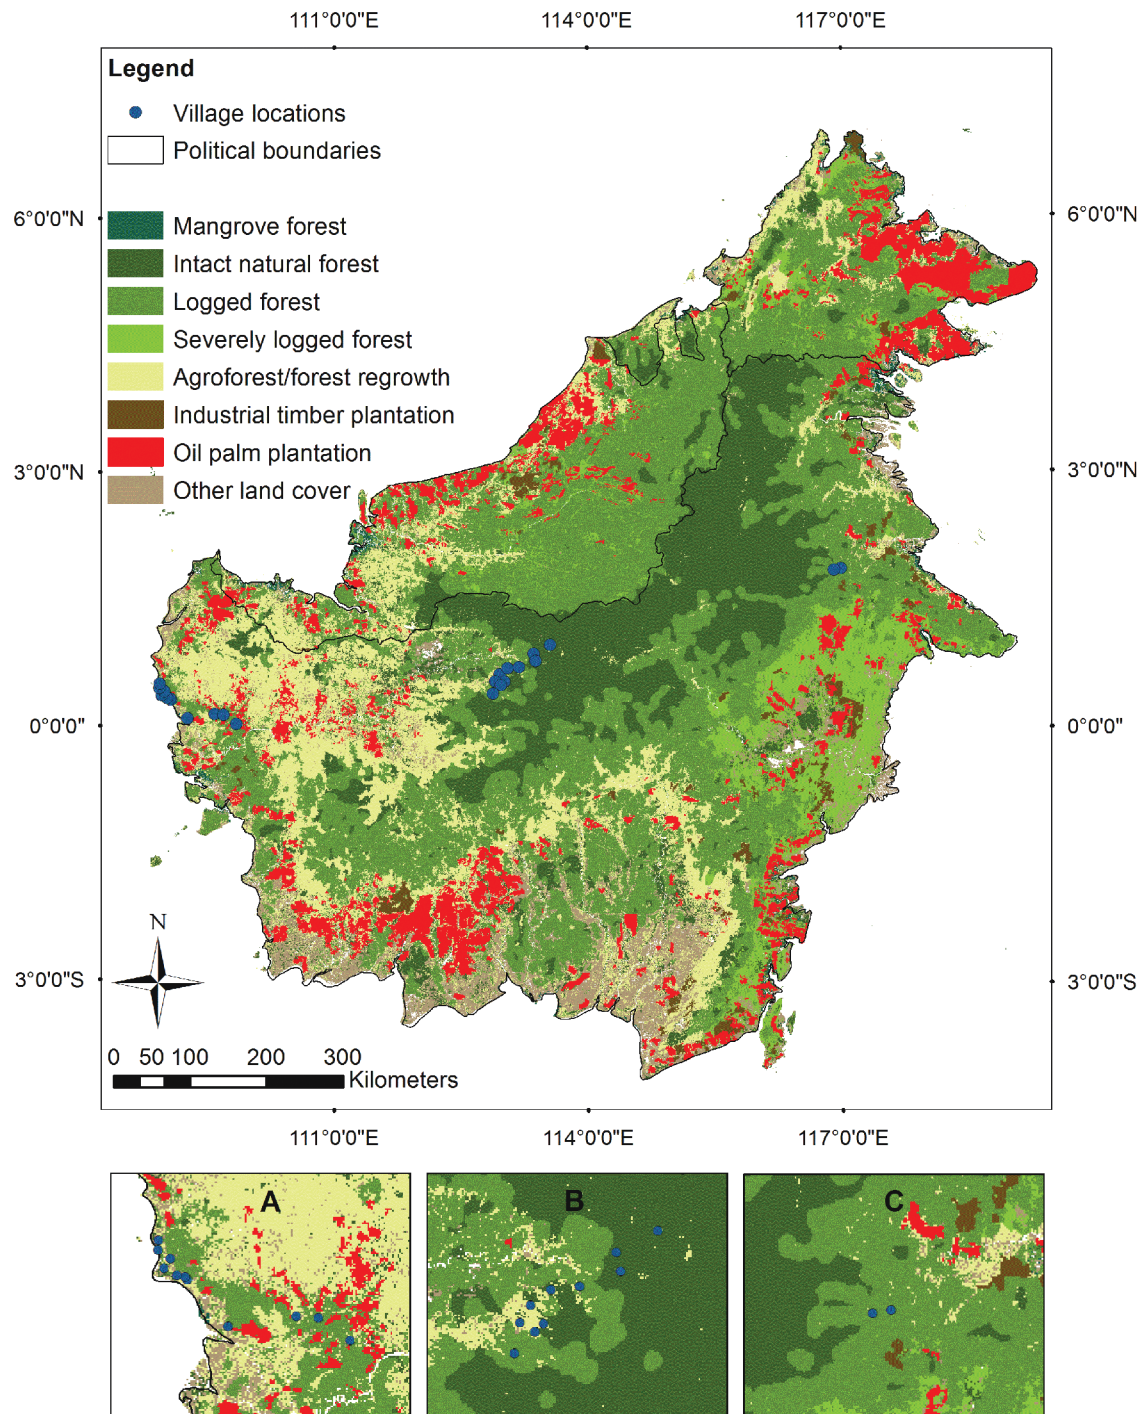 111°0'0"E 114°0'0"E 117°0'0"E
Legend
Village locations
Political boundaries
6°0'0"N 6°0'0"N
Mangrove forest
Intact natural forest
Logged forest
Severely logged forest
Agroforest/forest regrowth
Industrial timber plantation
Oil palm plantation
3°0'0"N 3°0'0"N
Other land cover
0°0'0" 0°0'0"
N
3°0'0"S 3°0'0"S
0 50 100 200 300
Kilometers
111°0'0"E 114°0'0"E 117°0'0"E
A B C